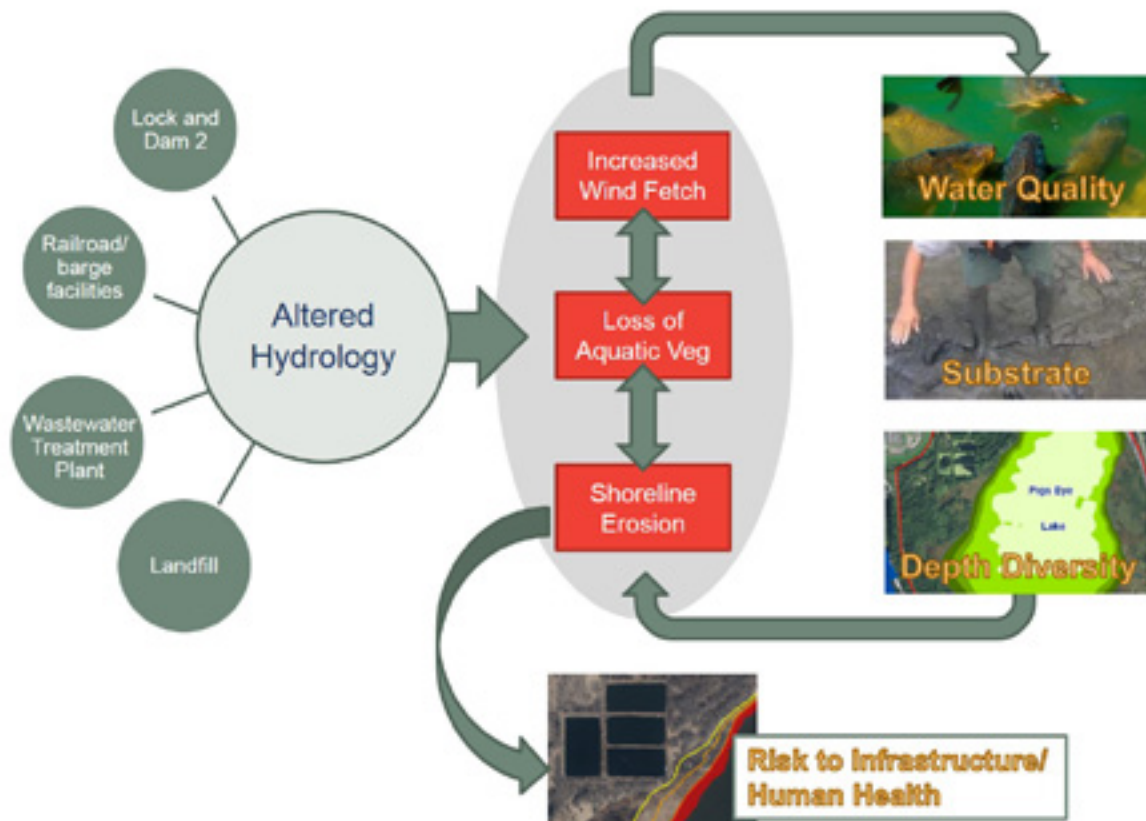 Lock and
Dam 2
Railroad/
barge
facilities
Wastewater
Treatment
Plant
Landfill
Altered
Hydrology
Increased
Wind Fetch
Loss of
Aquatic Veg
Shoreline
Erosion
Water Quality
Substrate
Pigs Eye
Lake
Depth Diversity
Risk to Infrastructure/
Human Health